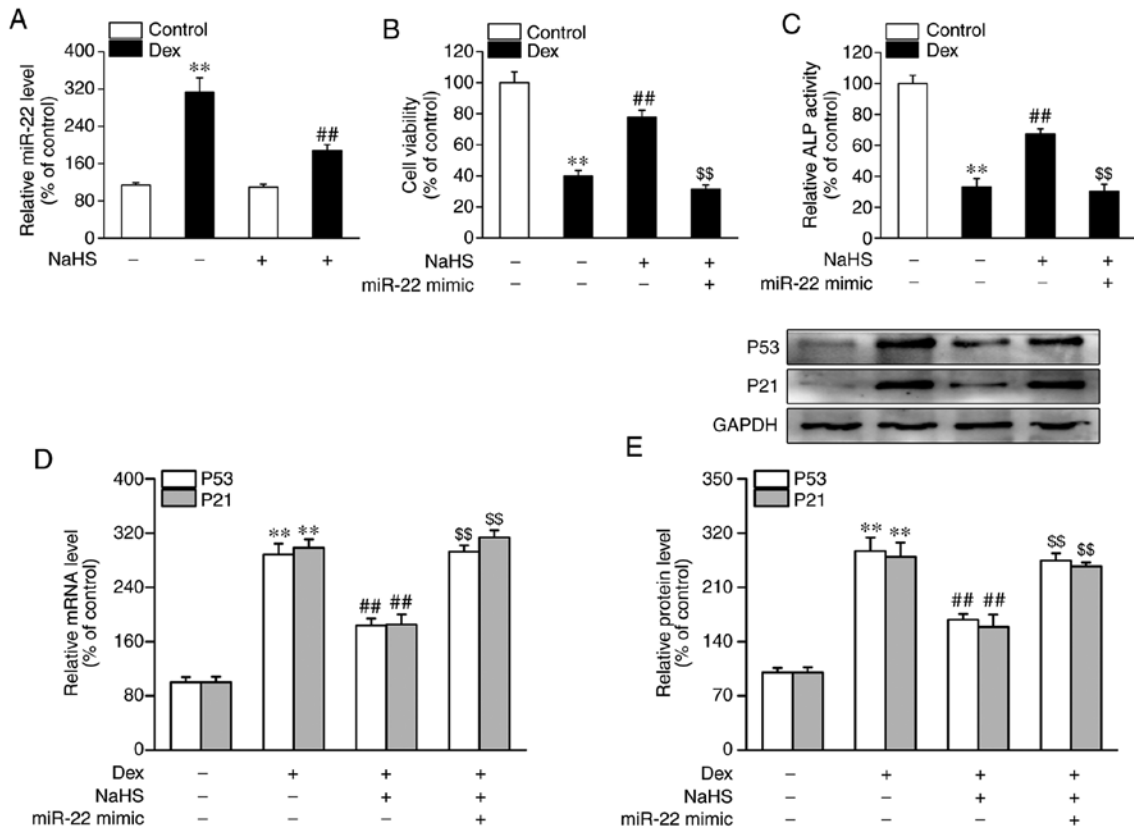 A
Control
Dex
Relative miR-22 level
(% of control)
400
320
240
160
80
0
**
##
NaHS − − + +
B
Control
Dex
Cell viability
(% of control)
120
100
80
60
40
20
0
**
##
$$
NaHS − − + +
miR-22 mimic − − − +
C
Control
Dex
Relative ALP activity
(% of control)
120
100
80
60
40
20
0
**
##
$$
NaHS − − + +
miR-22 mimic − − − +
P53
P21
GAPDH
D
P53
P21
Relative mRNA level
(% of control)
400
320
240
160
80
0
** **
## ##
$$ $$
Dex − + + +
NaHS − − + +
miR-22 mimic − − − +
E
P53
P21
Relative protein level
(% of control)
350
280
210
140
70
0
** **
## ##
$$ $$
Dex − + + +
NaHS − − + +
miR-22 mimic − − − +